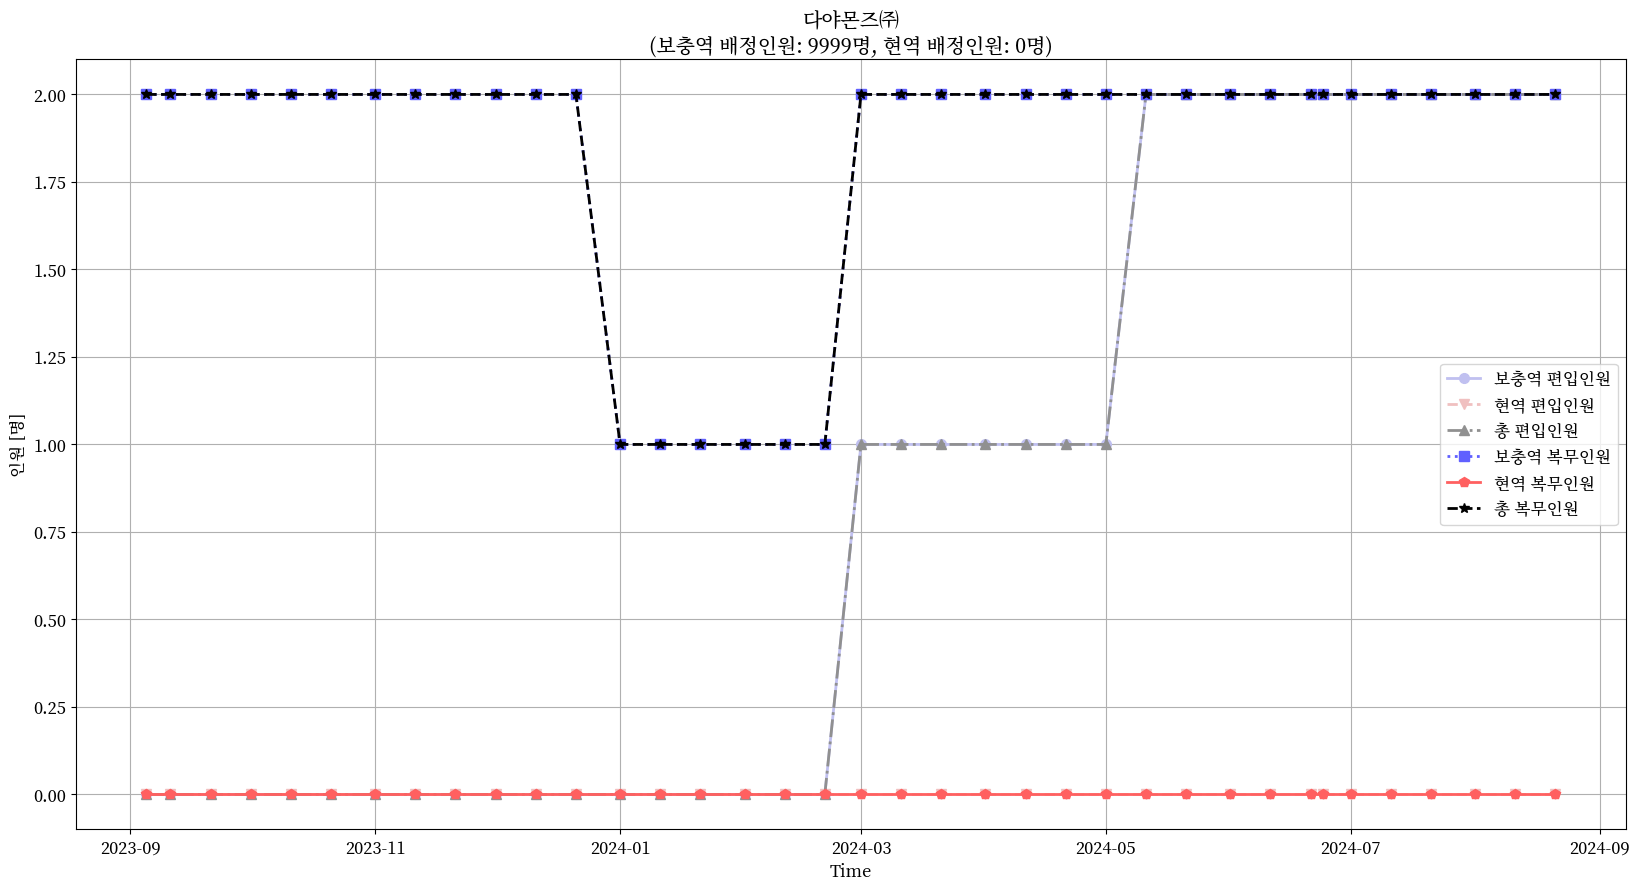 다야몬즈㈜
(보충역 배정인원: 9999명, 현역 배정인원: 0명)
인원 [명]
2.00
1.75
1.50
1.25
1.00
0.75
0.50
0.25
0.00
보충역 편입인원
현역 편입인원
총 편입인원
보충역 복무인원
현역 복무인원
총 복무인원
2023-09
2023-11
2024-01
2024-03
2024-05
2024-07
2024-09
Time